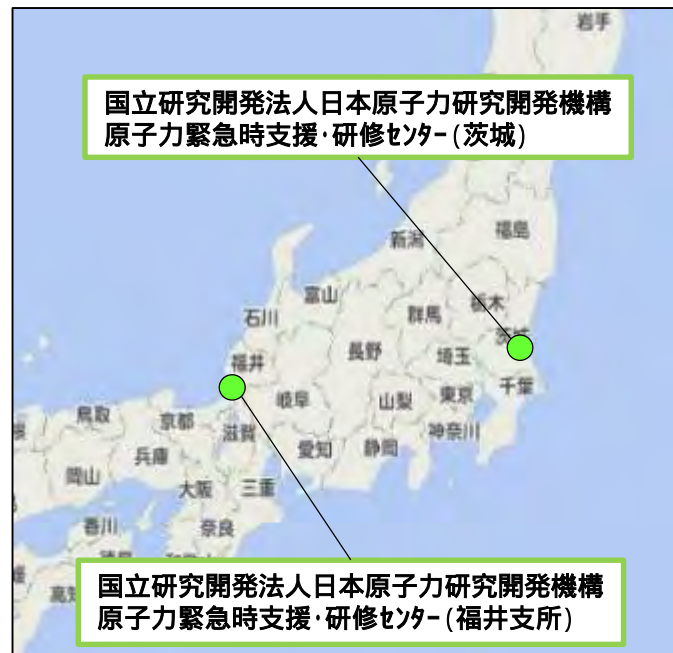 岩手
国立研究開発法人日本原子力研究開発機構
原子力緊急時支援･研修ｾﾝﾀｰ(茨城)
新潟
福島
石川
富山
群馬
栃木
茨城
福井
長野
埼玉
千葉
岐阜
山梨
東京
鳥取
京都
滋賀
愛知
静岡
神奈川
兵庫
岡山
大阪
三重
香川
奈良
国立研究開発法人日本原子力研究開発機構
原子力緊急時支援･研修ｾﾝﾀｰ(福井支所)